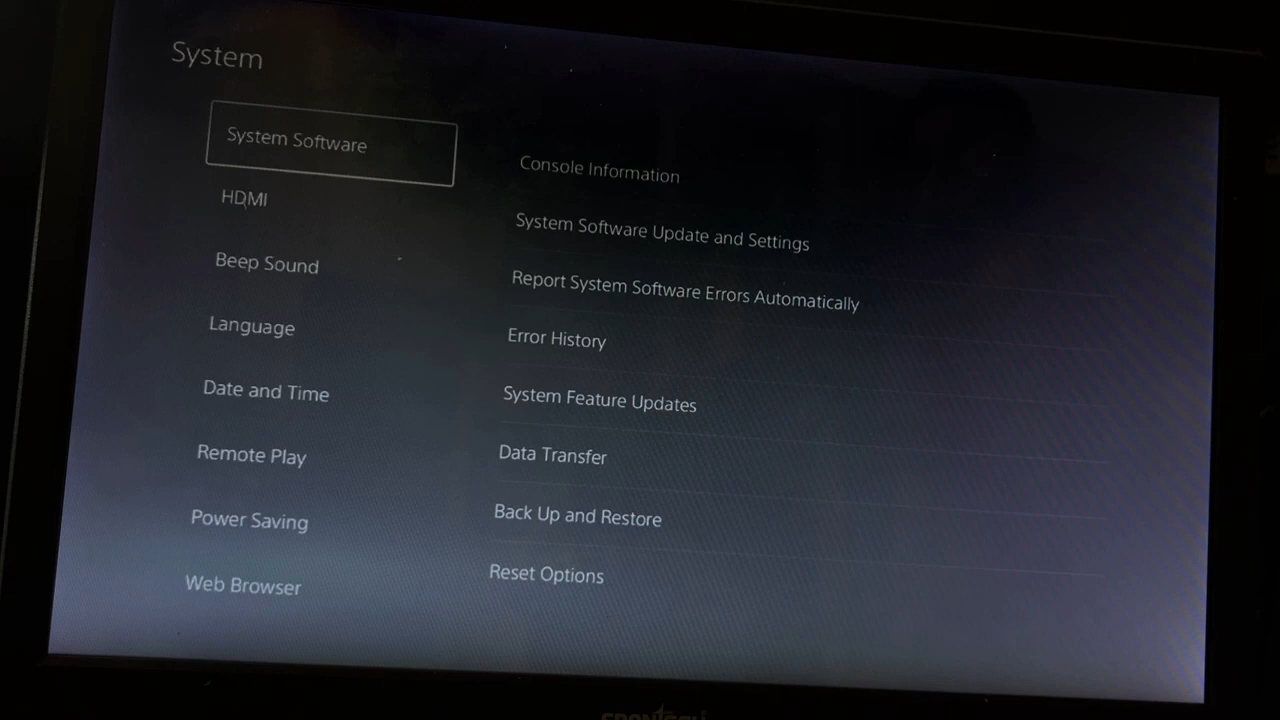 System
System Software
HDMI
Beep Sound
Language
Date and Time
Remote Play
Power Saving
Web Browser
Console Information
System Software Update and Settings
Report System Software Errors Automatically
Error History
System Feature Updates
Data Transfer
Back Up and Restore
Reset Options